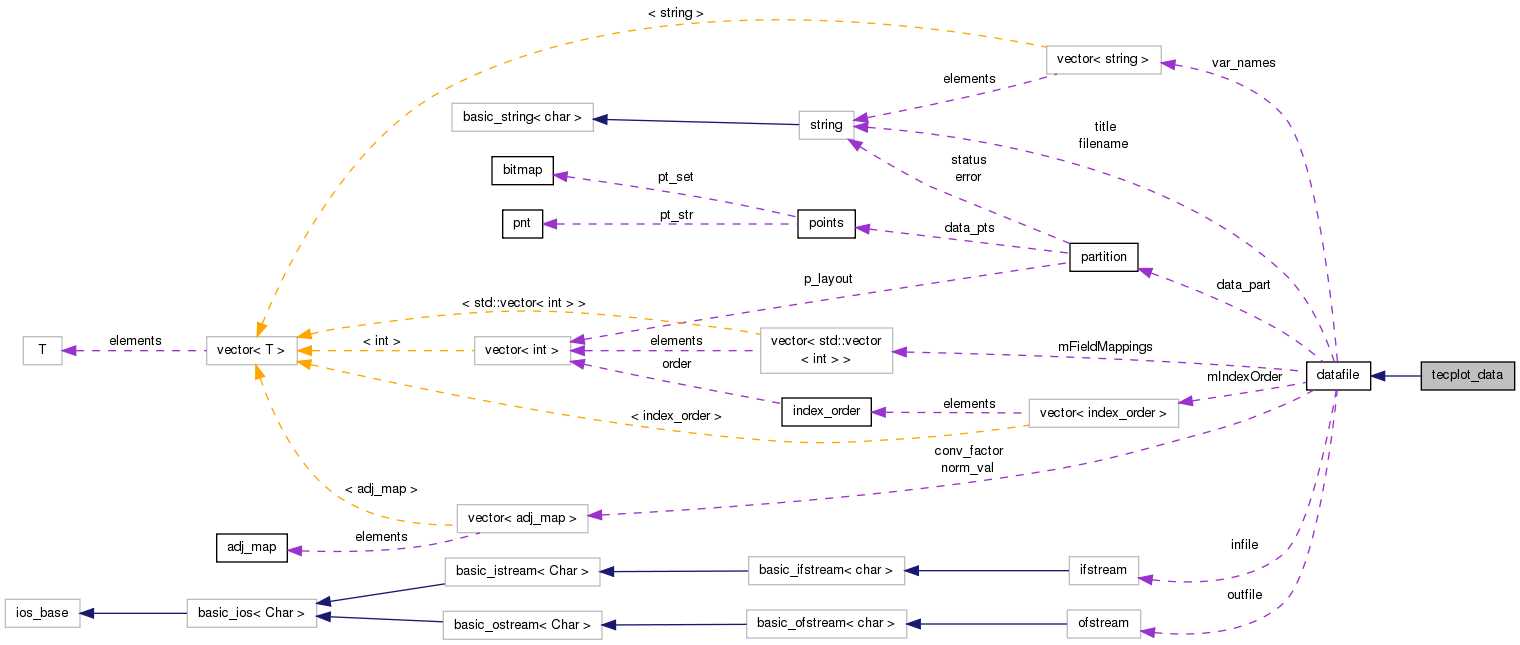 < string >
vector< string >
var_names
elements
basic_string< char >
string
title
filename
status
error
bitmap
pt_set
pnt
pt_str
points
data_pts
partition
p_layout
data_part
< std::vector< int > >
T
elements
vector< T >
< int >
vector< int >
elements
vector< std::vector
< int > >
mFieldMappings
order
datafile
tecplot_data
mIndexOrder
index_order
elements
vector< index_order >
< index_order >
conv_factor
norm_val
< adj_map >
vector< adj_map >
adj_map
elements
infile
basic_istream< Char >
basic_ifstream< char >
ifstream
outfile
ios_base
basic_ios< Char >
basic_ostream< Char >
basic_ofstream< char >
ofstream